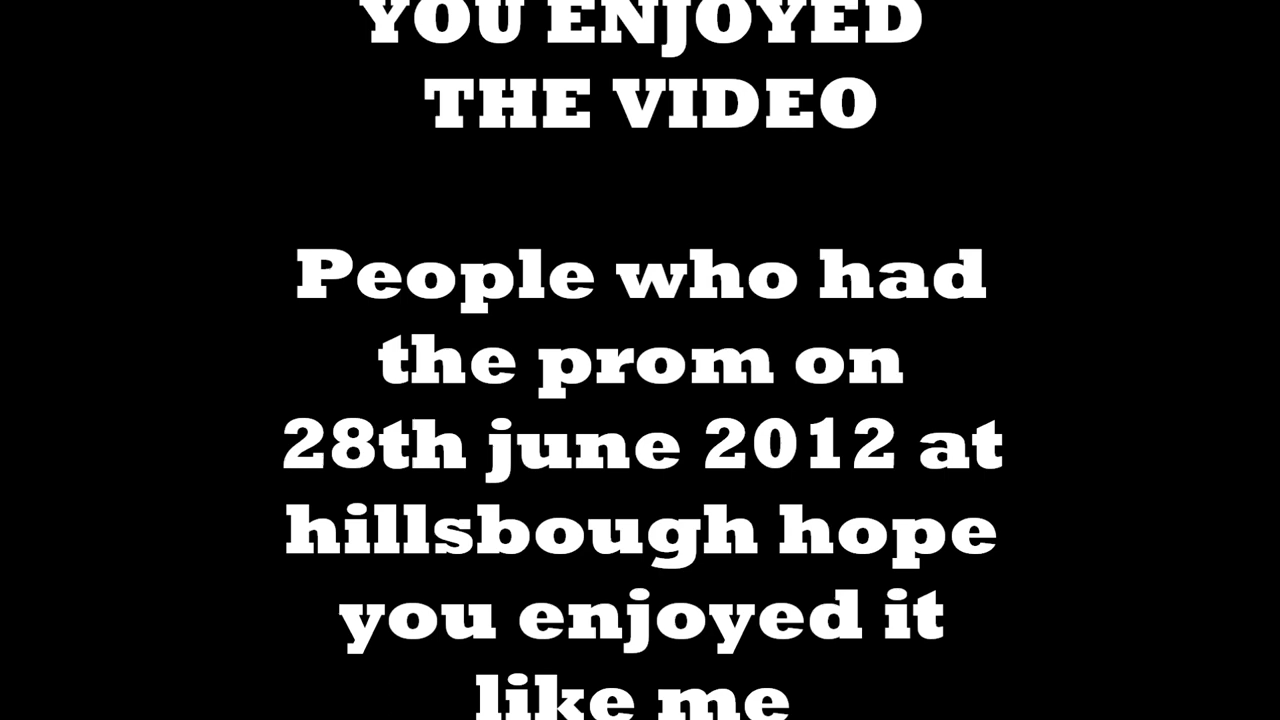 YOU ENJOYED
THE VIDEO
People who had
the prom on
28th june 2012 at
hillsbough hope
you enjoyed it
like me